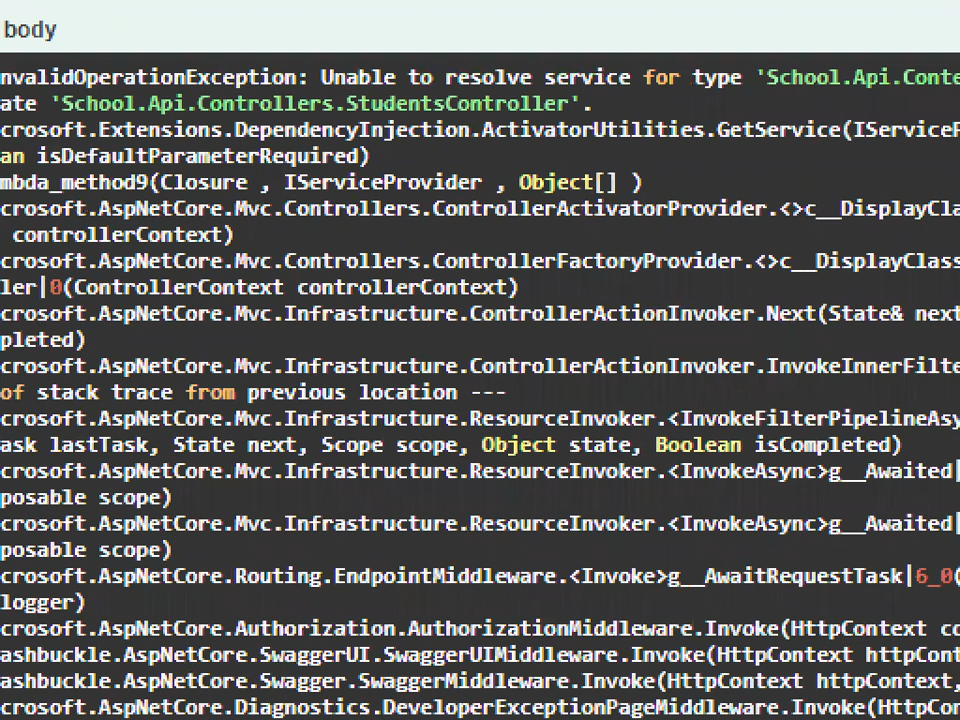 body
nvalidOperationException: Unable to resolve service for type 'School.Api.Conte
ate 'School.Api.Controllers.StudentsController'.
crosoft.Extensions.DependencyInjection.ActivatorUtilities.GetService(IServiceP
an isDefaultParameterRequired)
mbda_method9(Closure , IServiceProvider , Object[] )
crosoft.AspNetCore.Mvc.Controllers.ControllerActivatorProvider.<>c__DisplayCla
controllerContext)
crosoft.AspNetCore.Mvc.Controllers.ControllerFactoryProvider.<>c__DisplayClass
ler|0(ControllerContext controllerContext)
crosoft.AspNetCore.Mvc.Infrastructure.ControllerActionInvoker.Next(State& next
pleted)
crosoft.AspNetCore.Mvc.Infrastructure.ControllerActionInvoker.InvokeInnerFilte
of stack trace from previous location ---
crosoft.AspNetCore.Mvc.Infrastructure.ResourceInvoker.<InvokeFilterPipelineAsy
ask lastTask, State next, Scope scope, Object state, Boolean isCompleted)
crosoft.AspNetCore.Mvc.Infrastructure.ResourceInvoker.<InvokeAsync>g__Awaited|
posable scope)
crosoft.AspNetCore.Mvc.Infrastructure.ResourceInvoker.<InvokeAsync>g__Awaited|
posable scope)
crosoft.AspNetCore.Routing.EndpointMiddleware.<Invoke>g__AwaitRequestTask|6_0(
logger)
crosoft.AspNetCore.Authorization.AuthorizationMiddleware.Invoke(HttpContext co
ashbuckle.AspNetCore.SwaggerUI.SwaggerUIMiddleware.Invoke(HttpContext httpCont
ashbuckle.AspNetCore.Swagger.SwaggerMiddleware.Invoke(HttpContext httpContext,
crosoft.AspNetCore.Diagnostics.DeveloperExceptionPageMiddleware.Invoke(HttpCon